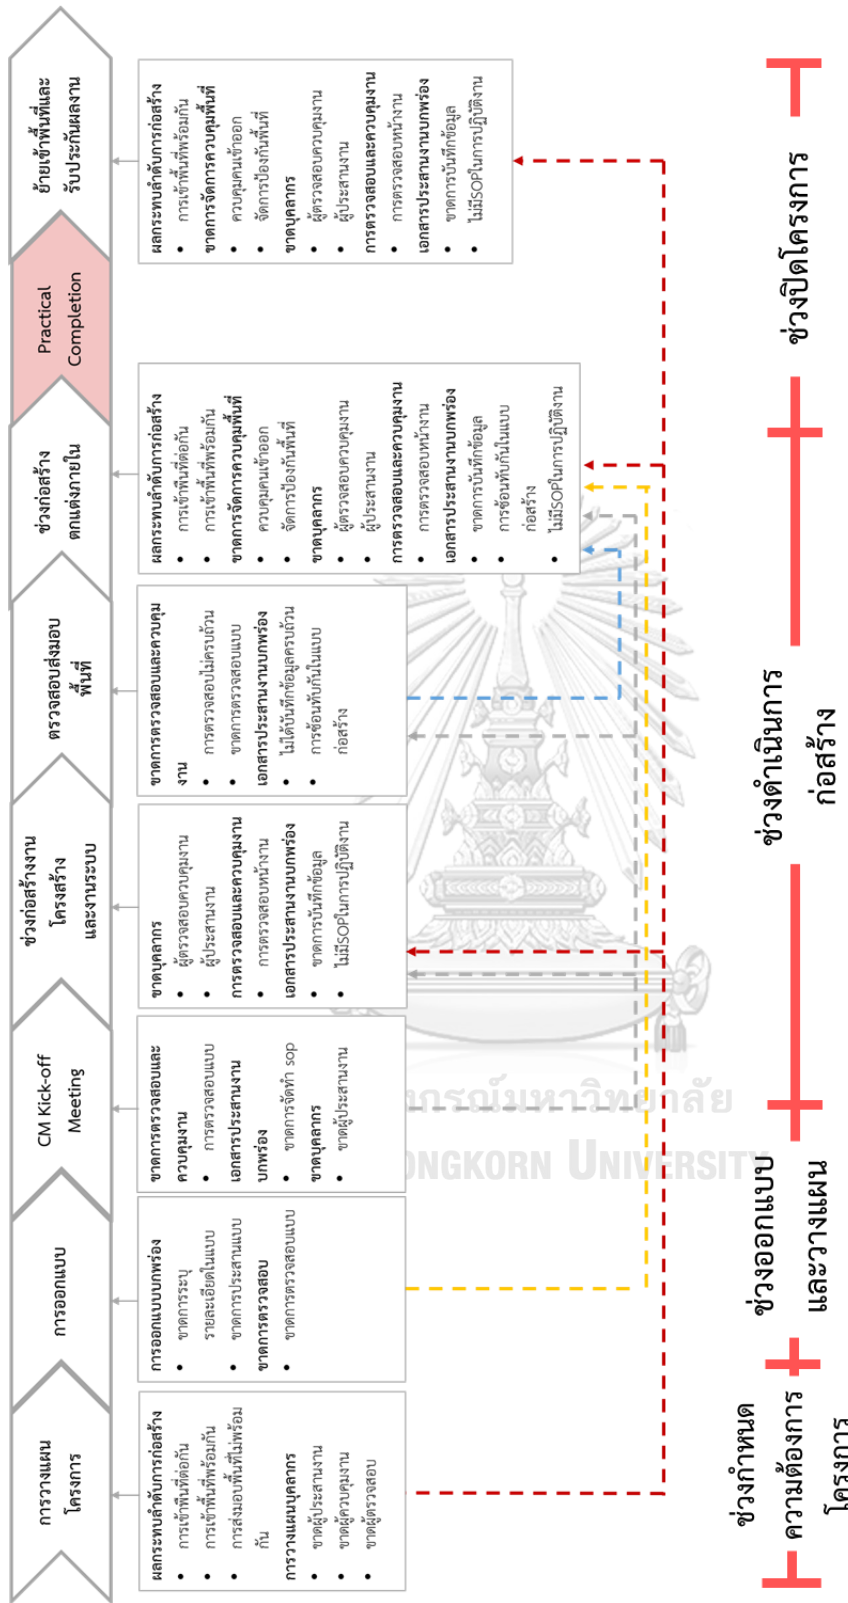 การวางแผน
โครงการ
การออกแบบ
CM Kick-off
Meeting
ช่วงก่อสร้างงาน
โครงสร้าง
และงานระบบ
ตรวจสอบส่งมอบ
พื้นที่
ช่วงก่อสร้าง
ตกแต่งภายใน
Practical
Completion
ย้ายเข้าพื้นที่และ
รับประกันผลงาน
ผลกระทบลำดับการก่อสร้าง
• การเข้าพื้นที่ต่อกัน
• การเข้าพื้นที่พร้อมกัน
• การส่งมอบพื้นที่ไม่พร้อม
กัน
การวางแผนบุคลากร
• ขาดผู้ประสานงาน
• ขาดผู้ควบคุมงาน
• ขาดผู้ตรวจสอบ
การออกแบบบกพร่อง
• ขาดการระบุ
รายละเอียดในแบบ
• ขาดการประสานแบบ
ขาดการตรวจสอบ
• ขาดการตรวจสอบแบบ
ขาดการตรวจสอบและ
ควบคุมงาน
• การตรวจสอบแบบ
เอกสารประสานงาน
บกพร่อง
• ขาดการจัดทำ sop
ขาดบุคลากร
• ขาดผู้ประสานงาน
ขาดบุคลากร
• ผู้ตรวจสอบควบคุมงาน
• ผู้ประสานงาน
การตรวจสอบและควบคุมงาน
• การตรวจสอบหน้างาน
เอกสารประสานงานบกพร่อง
• ขาดการบันทึกข้อมูล
• ไม่มีSOPในการปฏิบัติงาน
ขาดการตรวจสอบและควบคุม
งาน
• การตรวจสอบไม่ครบถ้วน
• ขาดการตรวจสอบแบบ
เอกสารประสานงานบกพร่อง
• ไม่ได้บันทึกข้อมูลครบถ้วน
• การซ้อนทับกันในแบบ
ก่อสร้าง
ผลกระทบลำดับการก่อสร้าง
• การเข้าพื้นที่ต่อกัน
• การเข้าพื้นที่พร้อมกัน
ขาดการจัดการควบคุมพื้นที่
• ควบคุมคนเข้าออก
• จัดการป้องกันพื้นที่
ขาดบุคลากร
• ผู้ตรวจสอบควบคุมงาน
• ผู้ประสานงาน
การตรวจสอบและควบคุมงาน
• การตรวจสอบหน้างาน
เอกสารประสานงานบกพร่อง
• ขาดการบันทึกข้อมูล
• การซ้อนทับกันในแบบ
ก่อสร้าง
• ไม่มีSOPในการปฏิบัติงาน
ผลกระทบลำดับการก่อสร้าง
• การเข้าพื้นที่พร้อมกัน
ขาดการจัดการควบคุมพื้นที่
• ควบคุมคนเข้าออก
• จัดการป้องกันพื้นที่
ขาดบุคลากร
• ผู้ตรวจสอบควบคุมงาน
• ผู้ประสานงาน
การตรวจสอบและควบคุมงาน
• การตรวจสอบหน้างาน
เอกสารประสานงานบกพร่อง
• ขาดการบันทึกข้อมูล
• ไม่มีSOPในการปฏิบัติงาน
งกรณ์มหาวิทยาลัย
ONGKORN UNIVERSITY
ช่วงกำหนด
ความต้องการ
โครงการ
ช่วงออกแบบ
และวางแผน
ช่วงดำเนินการ
ก่อสร้าง
ช่วงปิดโครงการ